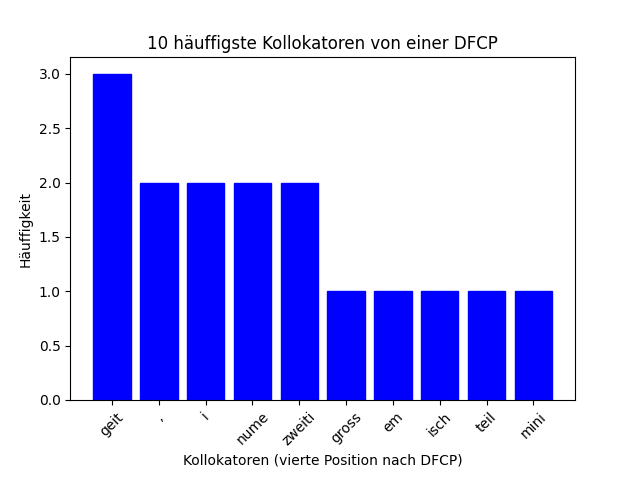 10 häuffigste Kollokatoren von einer DFCP
Häuffigkeit
3.0
2.5
2.0
1.5
1.0
0.5
0.0
geit , i nume zweiti gross em isch teil mini
Kollokatoren (vierte Position nach DFCP)